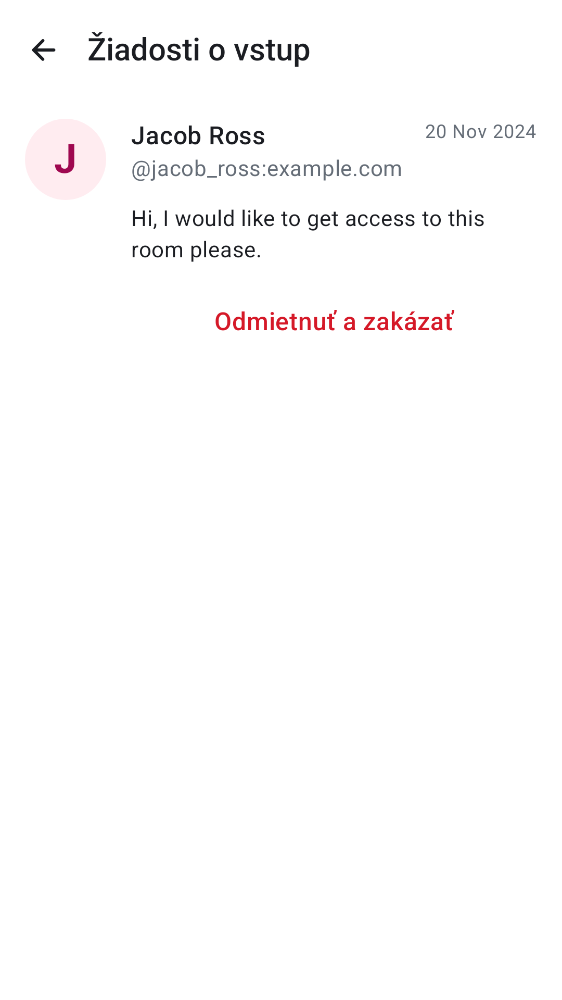 Žiadosti o vstup
J
Jacob Ross
20 Nov 2024
@jacob_ross:example.com
Hi, I would like to get access to this
room please.
Odmietnuť a zakázať